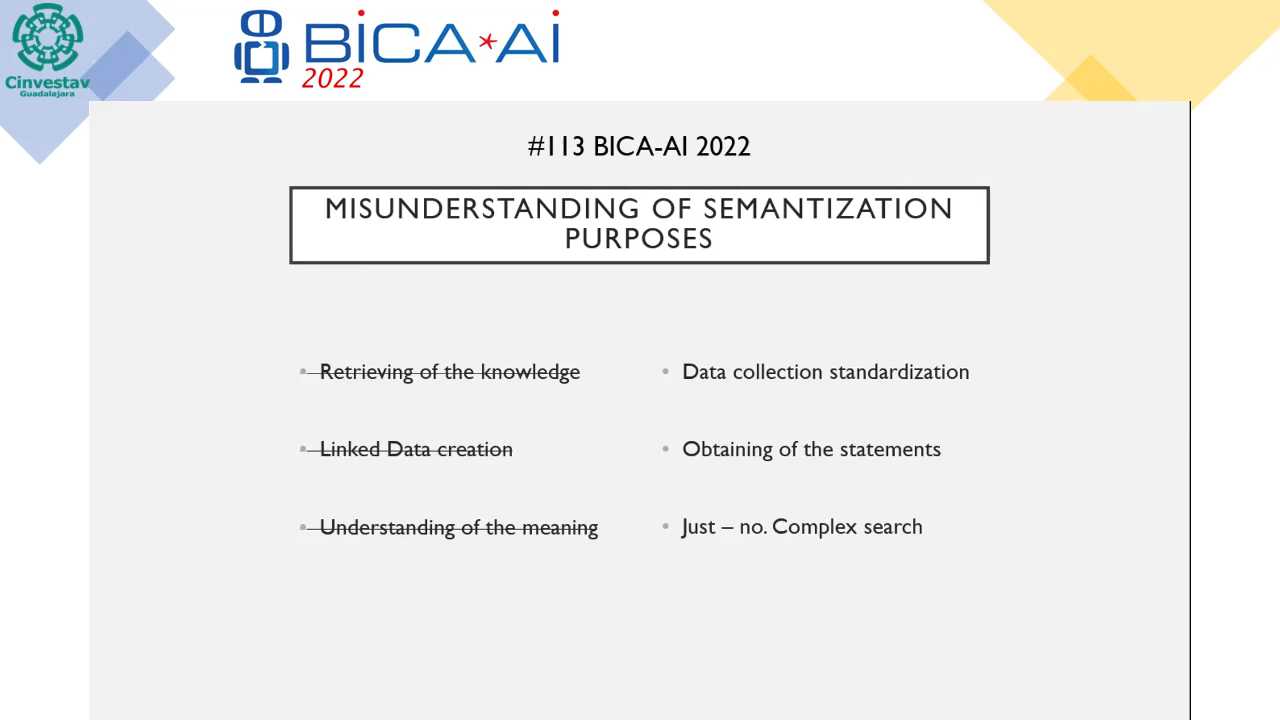 Cinvestav
Guadalajara
BiCA*Ai
2022
#113 BICA-AI 2022
MISUNDERSTANDING OF SEMANTIZATION
PURPOSES
• Retrieving of the knowledge
• Linked Data creation
• Understanding of the meaning
• Data collection standardization
• Obtaining of the statements
• Just – no. Complex search